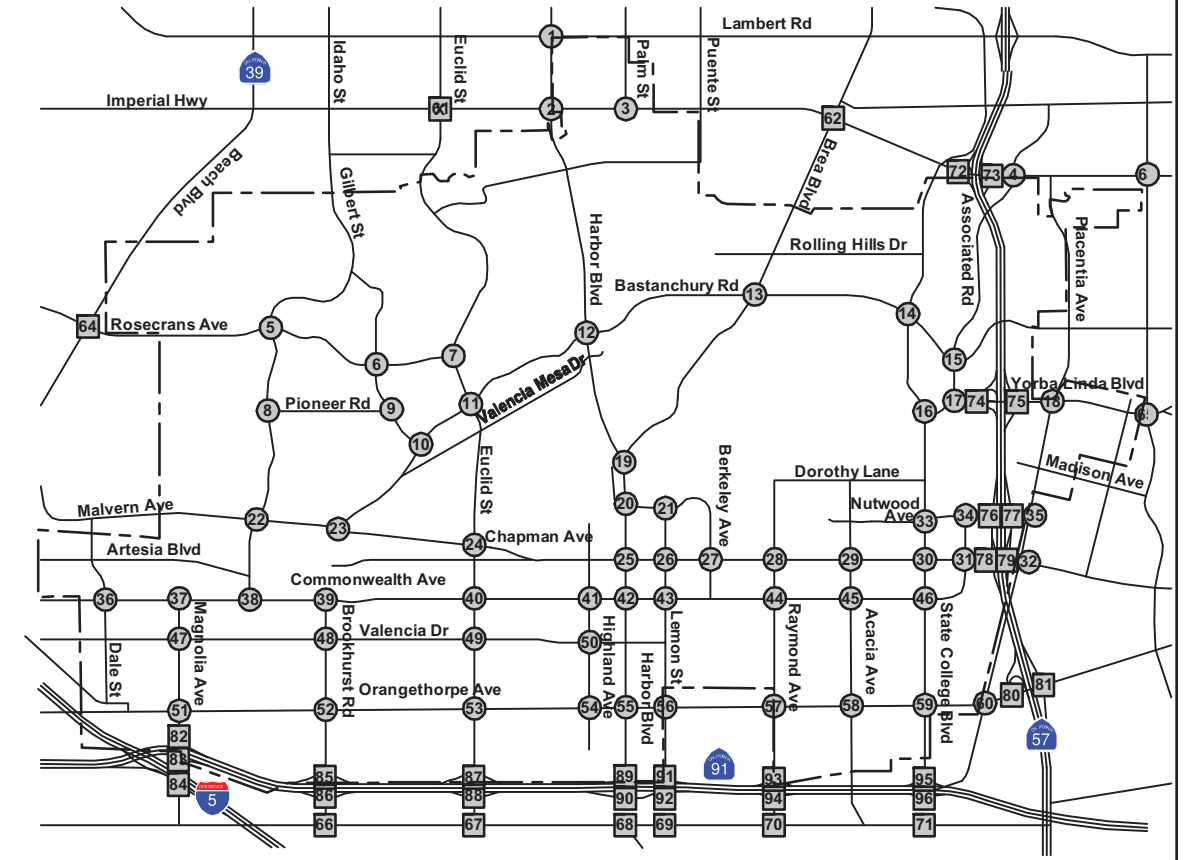 Lambert Rd
1
CALIFORNIA
39
Idaho St
Euclid St
Palm St
Puente St
Imperial Hwy
2
3
62
Brea Blvd
Beach Blvd
Gilbert St
72
73
4
Associated Rd
Placentia Ave
Harbor Blvd
Rolling Hills Dr
Bastanchury Rd
13
14
64
Rosecrans Ave
5
12
6
7
15
Valencia Mesa Dr
Yorba Linda Blvd
8
Pioneer Rd
9
11
16
17
74
75
18
10
Euclid St
19
Berkeley Ave
Dorothy Lane
Madison Ave
20
21
Nutwood
Ave
Malvern Ave
22
23
33
34
76
77
35
24
Chapman Ave
Artesia Blvd
25
26
27
28
29
30
31
78
79
32
Commonwealth Ave
36
37
38
39
40
41
42
43
44
45
46
Magnolia Ave
Brookhurst Rd
Valencia Dr
Highland Ave
Lemon St
Raymond Ave
Acacia Ave
State College Blvd
47
48
49
50
Dale St
Harbor Blvd
Orangethorpe Ave
51
52
53
54
55
56
57
58
59
60
80
81
82
84
CALIFORNIA
57
CALIFORNIA
91
INTERSTATE
5
85
87
89
91
93
95
86
88
90
92
94
96
66
67
68
69
70
71